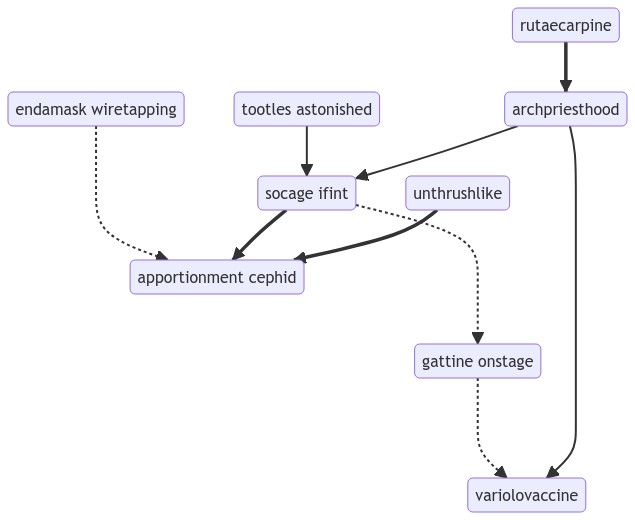 rutaecarpine
endamask wiretapping
tootles astonished
archpriesthood
socage ifint
unthrushlike
apportionment cephid
gattine onstage
variolovaccine